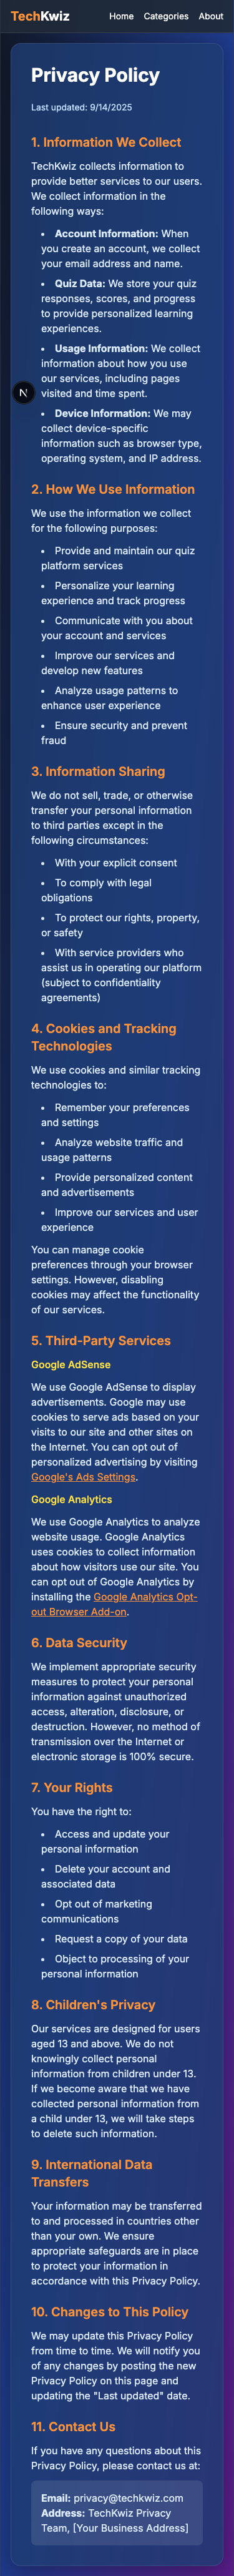 TechKwiz Home Categories About
Privacy Policy
Last updated: 9/14/2025
1. Information We Collect
TechKwiz collects information to
provide better services to our users.
We collect information in the
following ways:
• Account Information: When
you create an account, we collect
your email address and name.
• Quiz Data: We store your quiz
responses, scores, and progress
to provide personalized learning
experiences.
• Usage Information: We collect
information about how you use
our services, including pages
visited and time spent.
N
• Device Information: We may
collect device-specific
information such as browser type,
operating system, and IP address.
2. How We Use Information
We use the information we collect
for the following purposes:
• Provide and maintain our quiz
platform services
• Personalize your learning
experience and track progress
• Communicate with you about
your account and services
• Improve our services and
develop new features
• Analyze usage patterns to
enhance user experience
• Ensure security and prevent
fraud
3. Information Sharing
We do not sell, trade, or otherwise
transfer your personal information
to third parties except in the
following circumstances:
• With your explicit consent
• To comply with legal
obligations
• To protect our rights, property,
or safety
• With service providers who
assist us in operating our platform
(subject to confidentiality
agreements)
4. Cookies and Tracking
Technologies
We use cookies and similar tracking
technologies to:
• Remember your preferences
and settings
• Analyze website traffic and
usage patterns
• Provide personalized content
and advertisements
• Improve our services and user
experience
You can manage cookie
preferences through your browser
settings. However, disabling
cookies may affect the functionality
of our services.
5. Third-Party Services
Google AdSense
We use Google AdSense to display
advertisements. Google may use
cookies to serve ads based on your
visits to our site and other sites on
the Internet. You can opt out of
personalized advertising by visiting
Google's Ads Settings.
Google Analytics
We use Google Analytics to analyze
website usage. Google Analytics
uses cookies to collect information
about how visitors use our site. You
can opt out of Google Analytics by
installing the Google Analytics Opt-
out Browser Add-on.
6. Data Security
We implement appropriate security
measures to protect your personal
information against unauthorized
access, alteration, disclosure, or
destruction. However, no method of
transmission over the Internet or
electronic storage is 100% secure.
7. Your Rights
You have the right to:
• Access and update your
personal information
• Delete your account and
associated data
• Opt out of marketing
communications
• Request a copy of your data
• Object to processing of your
personal information
8. Children's Privacy
Our services are designed for users
aged 13 and above. We do not
knowingly collect personal
information from children under 13.
If we become aware that we have
collected personal information from
a child under 13, we will take steps
to delete such information.
9. International Data
Transfers
Your information may be transferred
to and processed in countries other
than your own. We ensure
appropriate safeguards are in place
to protect your information in
accordance with this Privacy Policy.
10. Changes to This Policy
We may update this Privacy Policy
from time to time. We will notify you
of any changes by posting the new
Privacy Policy on this page and
updating the "Last updated" date.
11. Contact Us
If you have any questions about this
Privacy Policy, please contact us at:
Email: privacy@techkwiz.com
Address: TechKwiz Privacy
Team, [Your Business Address]